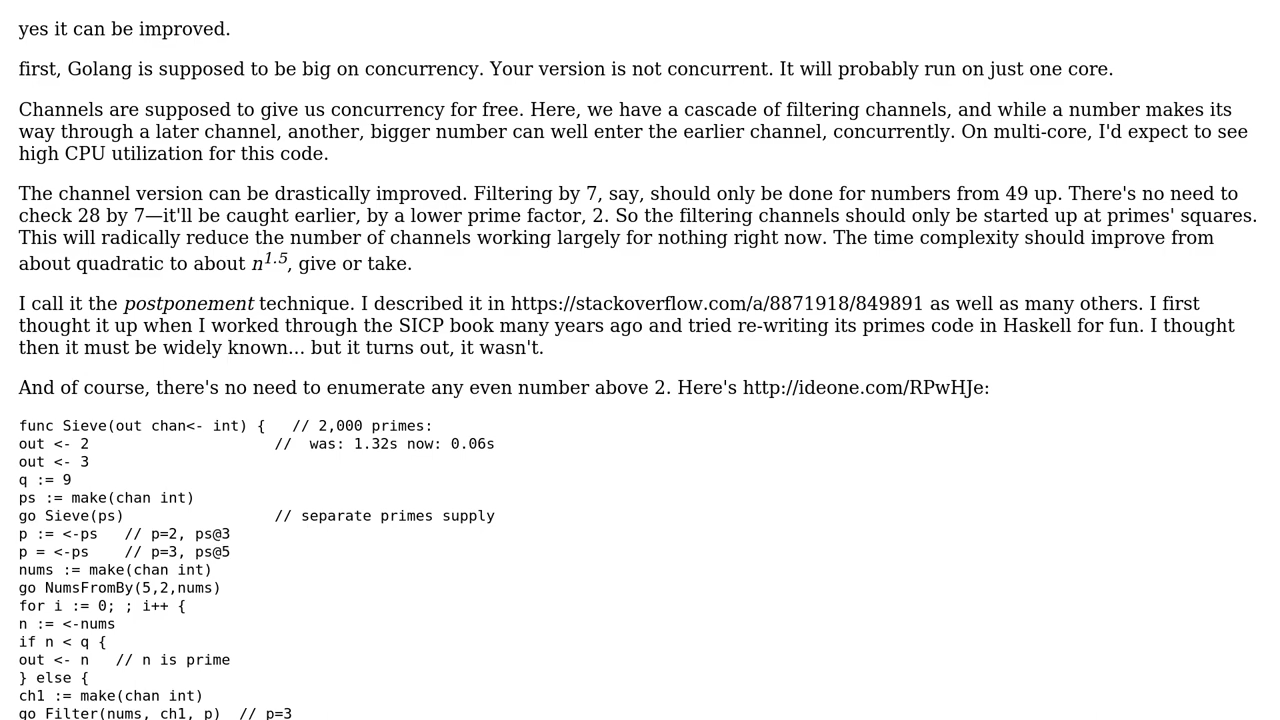 yes it can be improved.
first, Golang is supposed to be big on concurrency. Your version is not concurrent. It will probably run on just one core.
Channels are supposed to give us concurrency for free. Here, we have a cascade of filtering channels, and while a number makes its
way through a later channel, another, bigger number can well enter the earlier channel, concurrently. On multi-core, I'd expect to see
high CPU utilization for this code.
The channel version can be drastically improved. Filtering by 7, say, should only be done for numbers from 49 up. There's no need to
check 28 by 7—it'll be caught earlier, by a lower prime factor, 2. So the filtering channels should only be started up at primes' squares.
This will radically reduce the number of channels working largely for nothing right now. The time complexity should improve from
about quadratic to about n^1.5, give or take.
I call it the postponement technique. I described it in https://stackoverflow.com/a/8871918/849891 as well as many others. I first
thought it up when I worked through the SICP book many years ago and tried re-writing its primes code in Haskell for fun. I thought
then it must be widely known... but it turns out, it wasn't.
And of course, there's no need to enumerate any even number above 2. Here's http://ideone.com/RPwHJe:
func Sieve(out chan<- int) {   // 2,000 primes:
out <- 2                     //  was: 1.32s now: 0.06s
out <- 3
q := 9
ps := make(chan int)
go Sieve(ps)                 // separate primes supply
p := <-ps   // p=2, ps@3
p = <-ps    // p=3, ps@5
nums := make(chan int)
go NumsFromBy(5,2,nums)
for i := 0; ; i++ {
n := <-nums
if n < q {
out <- n   // n is prime
} else {
ch1 := make(chan int)
go Filter(nums, ch1, p)  // p=3